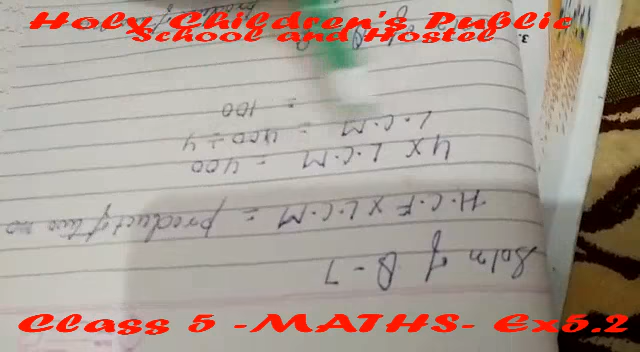 Holy Children's Public
School and Hostel
3.
Soln of Q-7
H.C.F X L.C.M = product of two no
4 X L.C.M = 400
L.C.M = 400 ÷ 4
= 100
Class 5 -MATHS- Ex5.2